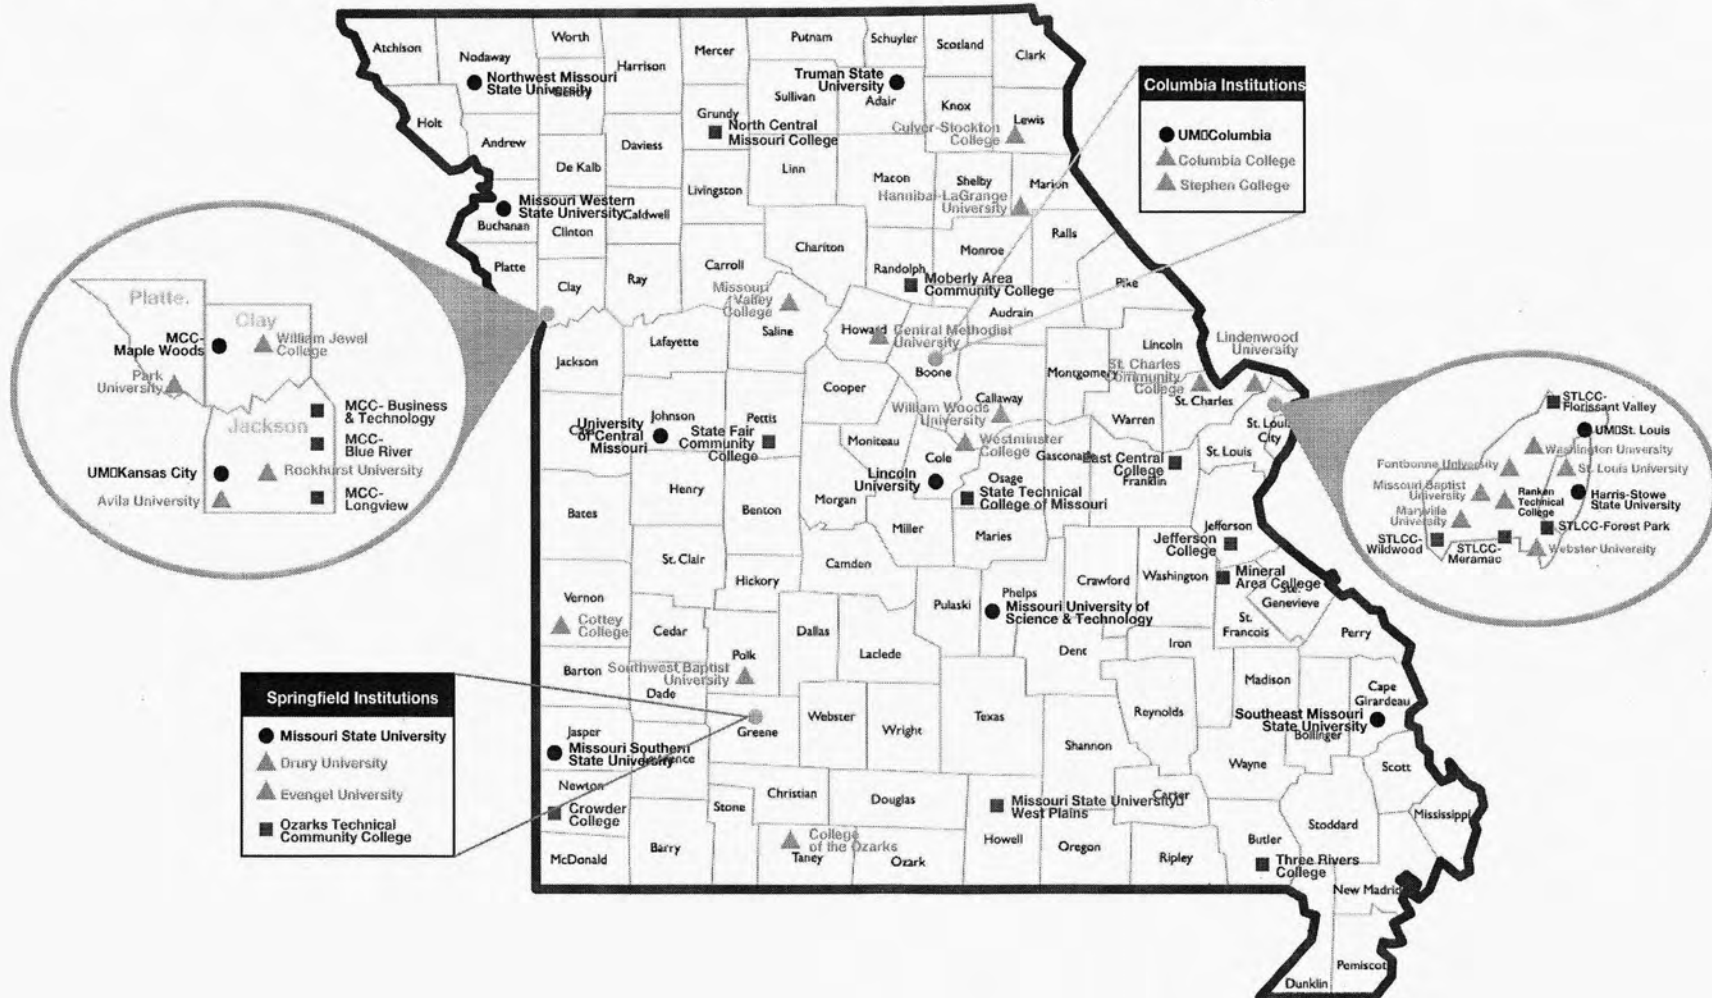 Atchison
Nodaway
Worth
Harrison
Mercer
Putnam
Schuyler
Scotland
Clark
Northwest Missouri
State University
Gentry
Grundy
North Central
Missouri College
Sullivan
Truman State
University
Adair
Knox
Lewis
Culver-Stockton
College
Holt
Andrew
De Kalb
Daviess
Livingston
Linn
Macon
Shelby
Marion
Hannibal-LaGrange
University
Missouri Western
State University
Buchanan
Clinton
Caldwell
Chariton
Randolph
Monroe
Ralls
Pike
Platte
Clay
Ray
Carroll
Moberly Area
Community College
Audrain
Missouri
Valley
College
Saline
Howard
Central Methodist
University
Boone
Jackson
Lafayette
Cooper
Callaway
Montgomery
Lincoln
Lindenwood
University
St. Charles
Community
College
St. Charles
Warren
St. Louis
City
St. Louis
Johnson
University
of Central
Missouri
Pettis
State Fair
Community
College
Moniteau
William Woods
University
Westminster
College
Cole
Lincoln
University
Osage
State Technical
College of Missouri
Gasconade
East Central
College
Franklin
Bates
Henry
Benton
Morgan
Miller
Maries
Jefferson
Jefferson
College
Mineral
Area College
Washington
Crawford
Ste.
Genevieve
St.
Francois
Perry
Vernon
St. Clair
Hickory
Camden
Pulaski
Phelps
Missouri University of
Science & Technology
Dent
Iron
Cottey
College
Cedar
Polk
Dallas
Laclede
Southwest Baptist
University
Barton
Dade
Greene
Webster
Wright
Texas
Shannon
Reynolds
Madison
Cape
Girardeau
Southeast Missouri
State University
Bollinger
Wayne
Scott
Mississippi
Jasper
Missouri Southern
State University
Newton
Crowder
College
McDonald
Barry
Stone
Christian
Douglas
College
of the Ozarks
Taney
Ozark
Howell
Missouri State University
West Plains
Oregon
Carter
Ripley
Butler
Three Rivers
College
Stoddard
New Madrid
Pemiscot
Dunklin
Columbia Institutions
UM▯Columbia
Columbia College
Stephen College
Platte.
Clay
MCC-
Maple Woods
William Jewel
College
Park
University
Jackson
MCC- Business
& Technology
MCC-
Blue River
UM▯Kansas City
Rockhurst University
Avila University
MCC-
Longview
STLCC-
Florissant Valley
UM▯St. Louis
Washington University
Fontbonne University
St. Louis University
Missouri Baptist
University
Ranken
Technical
College
Harris-Stowe
State University
Maryville
University
STLCC-Forest Park
STLCC-
Wildwood
STLCC-
Meramac
Webster University
Springfield Institutions
Missouri State University
Drury University
Evengel University
Ozarks Technical
Community College